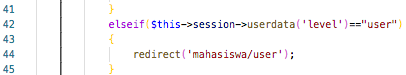 41 }
42 elseif($this->session->userdata('level')=="user")
43 {
44 redirect('mahasiswa/user');
45 }